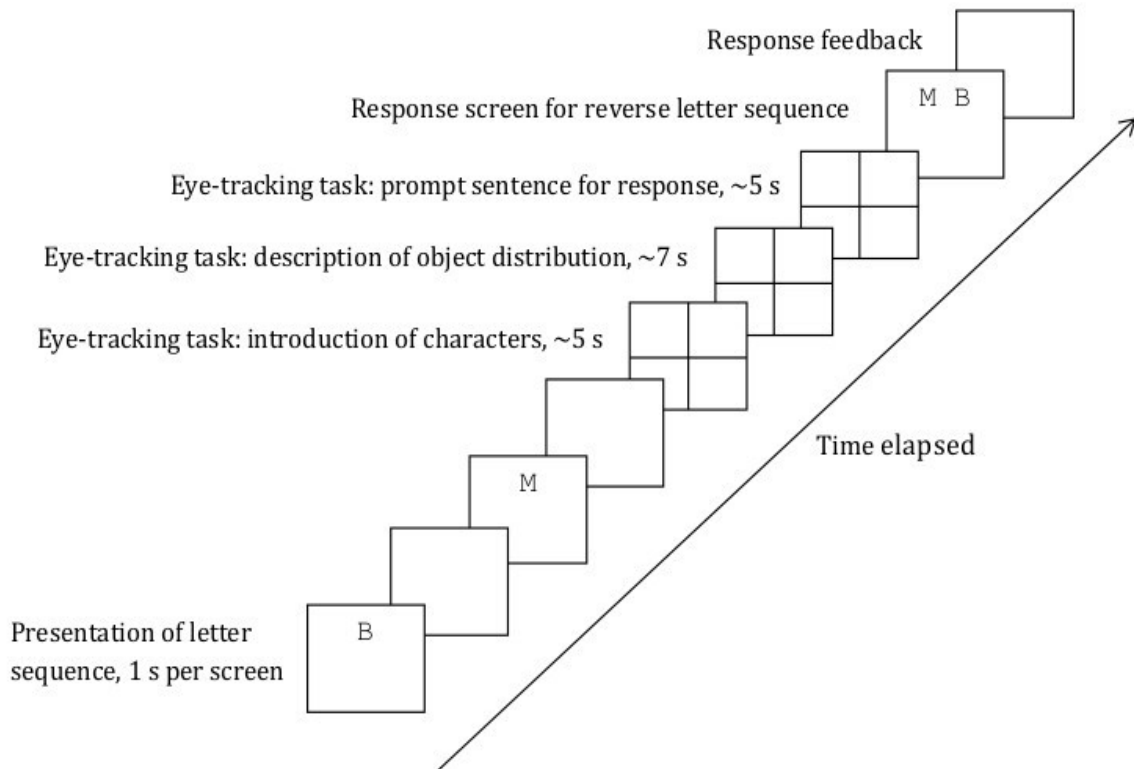 Response feedback
M B
Response screen for reverse letter sequence
Eye-tracking task: prompt sentence for response, ~5 s
Eye-tracking task: description of object distribution, ~7 s
Eye-tracking task: introduction of characters, ~5 s
Time elapsed
M
B
Presentation of letter
sequence, 1 s per screen